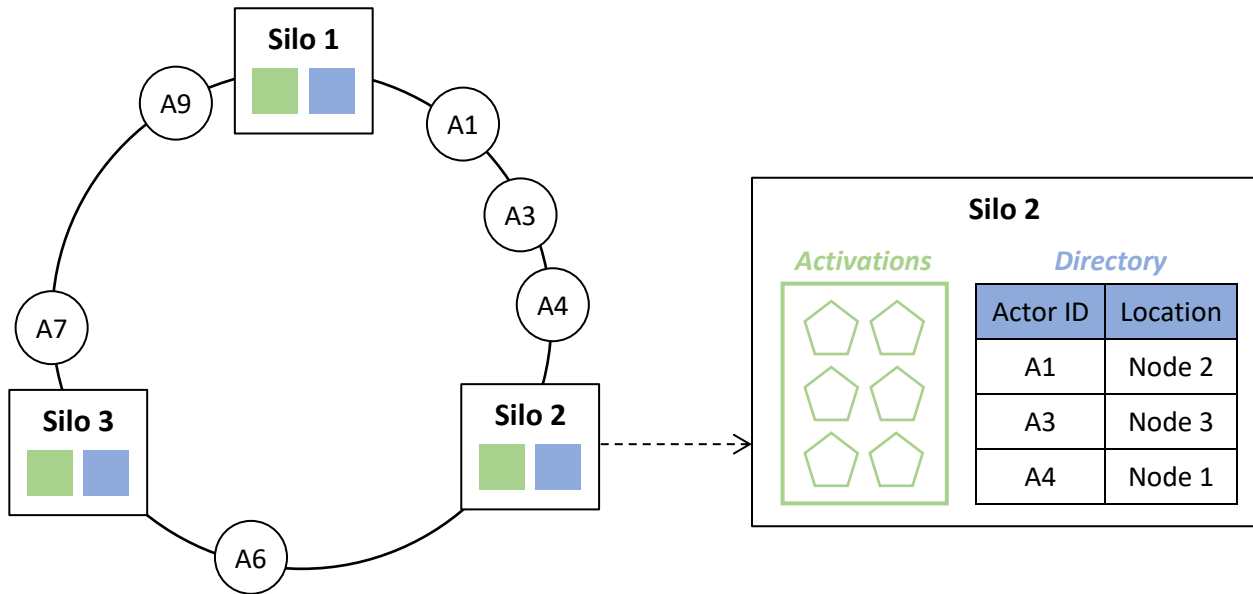 Silo 1
A9
A1
A3
A4
A7
Silo 3
Silo 2
A6
Silo 2
Activations
Directory
Actor ID Location
A1 Node 2
A3 Node 3
A4 Node 1